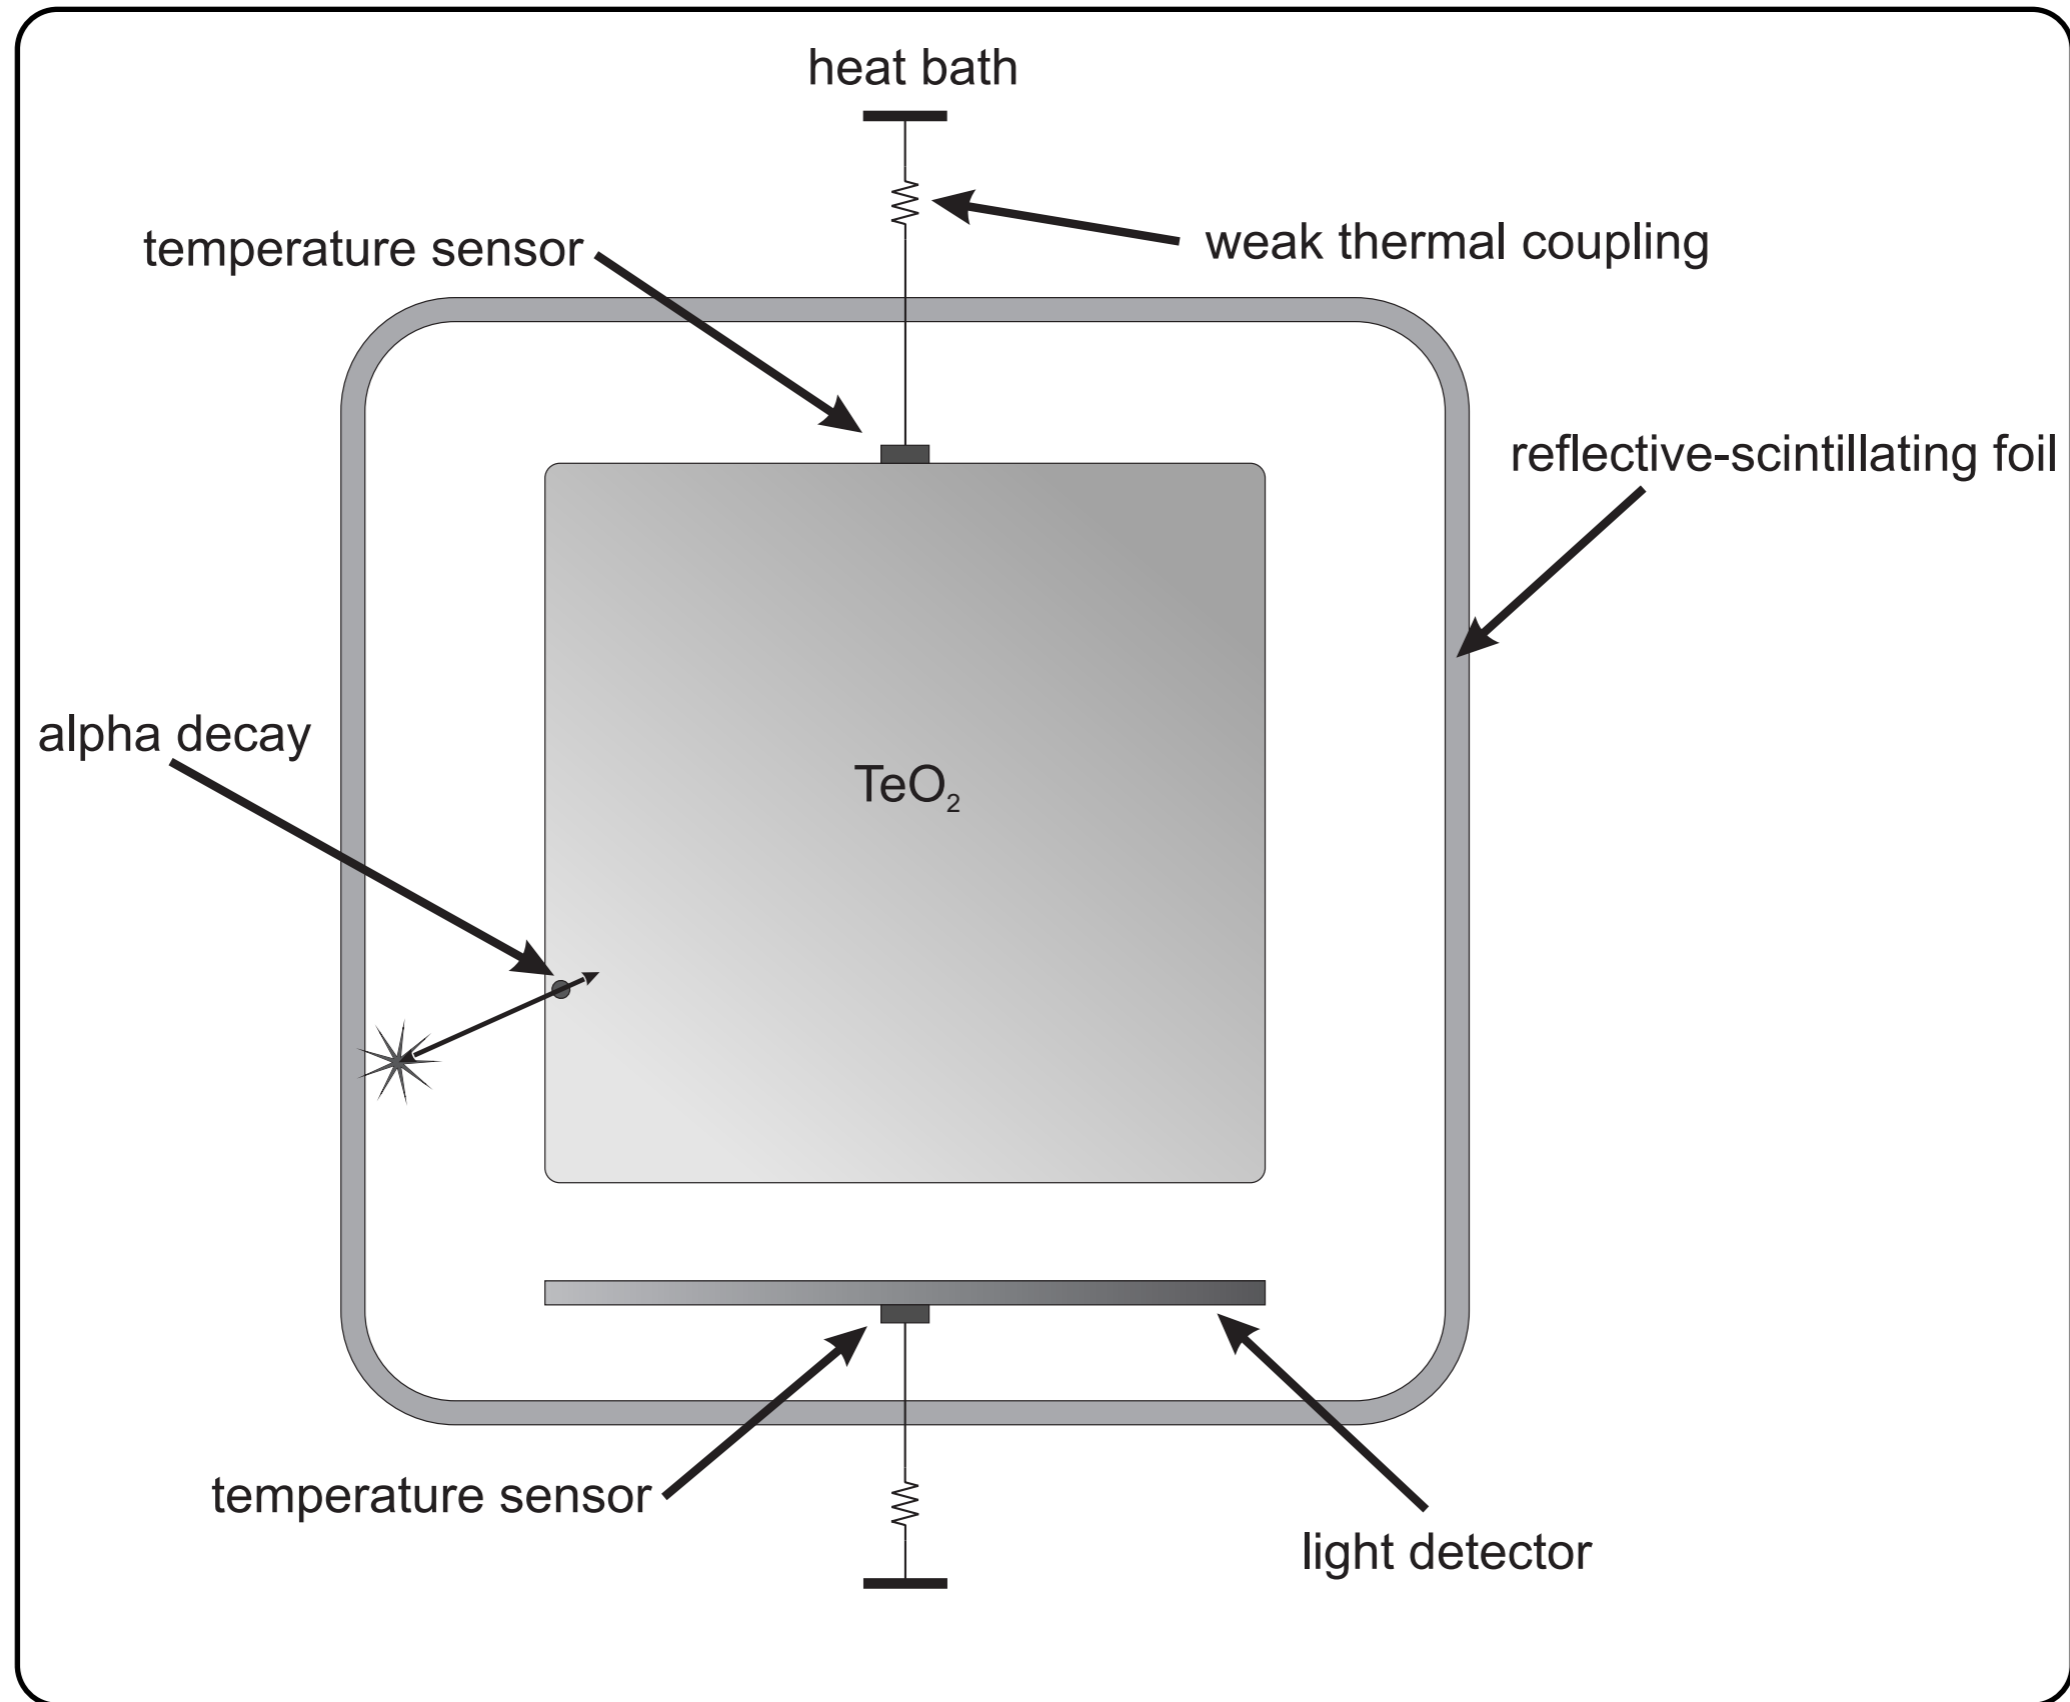 heat bath
weak thermal coupling
temperature sensor
reflective-scintillating foil
alpha decay
TeO₂
temperature sensor
light detector